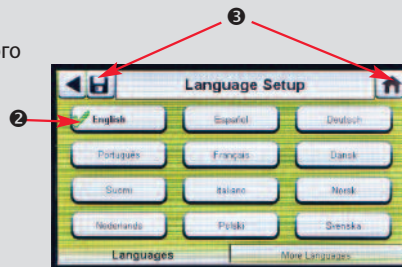 ❸
ого
Language Setup
❷
English Español Deutsch
Português Français Dansk
Suomi Italiano Norsk
Nederlands Polski Svenska
Languages More Languages